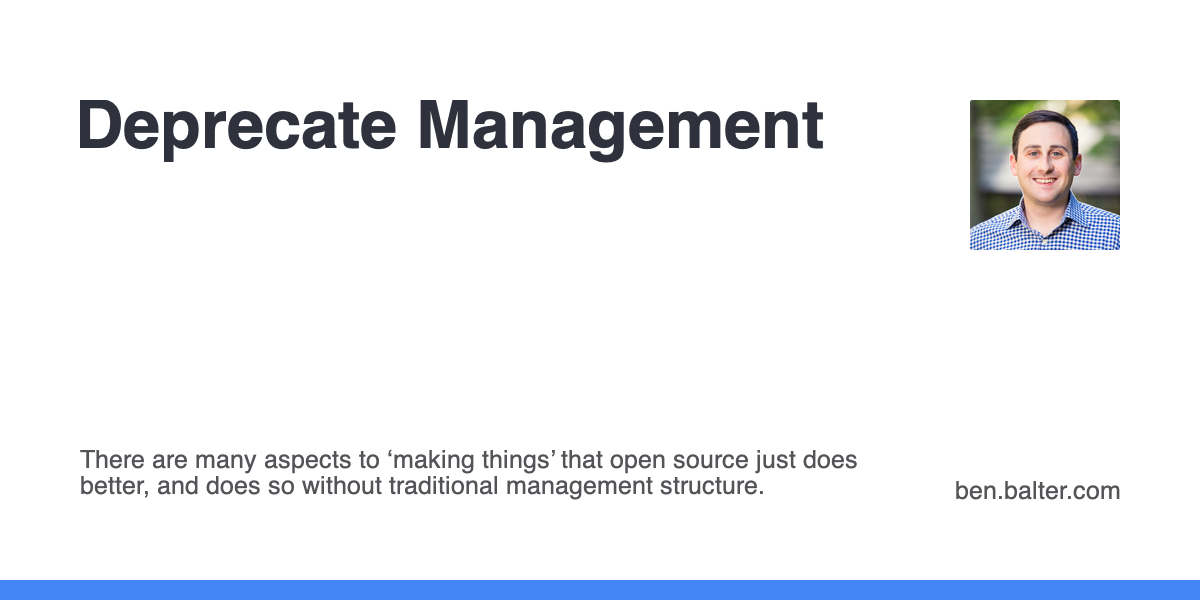 Deprecate Management
There are many aspects to ‘making things’ that open source just does
better, and does so without traditional management structure.
ben.balter.com